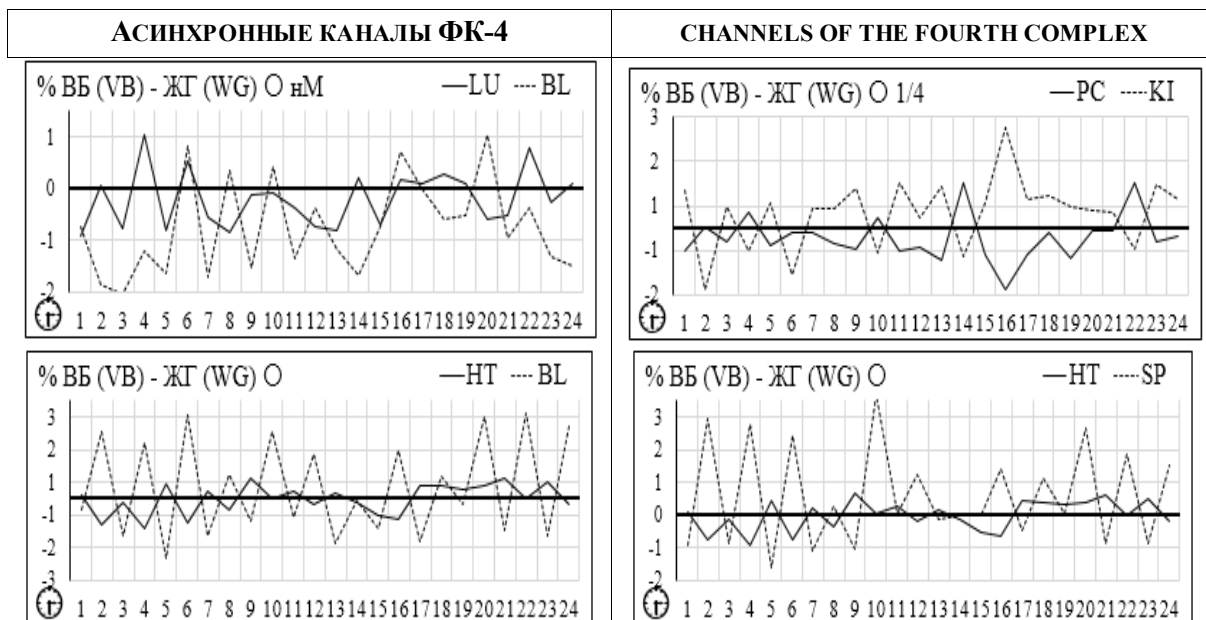 АСИНХРОННЫЕ КАНАЛЫ ФК-4
CHANNELS OF THE FOURTH COMPLEX
% ВБ (VB) - ЖГ (WG) O нМ —LU ---- BL
1
0
-1
-2
1 2 3 4 5 6 7 8 9 10 11 12 13 14 15 16 17 18 19 20 21 22 23 24
% ВБ (VB) - ЖГ (WG) O 1/4 —PC ----KI
3
2
1
-1
-2
1 2 3 4 5 6 7 8 9 10 11 12 13 14 15 16 17 18 19 20 21 22 23 24
% ВБ (VB) - ЖГ (WG) O —HT ---- BL
3
2
1
-1
-2
-3
1 2 3 4 5 6 7 8 9 10 11 12 13 14 15 16 17 18 19 20 21 22 23 24
% ВБ (VB) - ЖГ (WG) O —HT ----SP
3
2
1
0
-1
-2
1 2 3 4 5 6 7 8 9 10 11 12 13 14 15 16 17 18 19 20 21 22 23 24